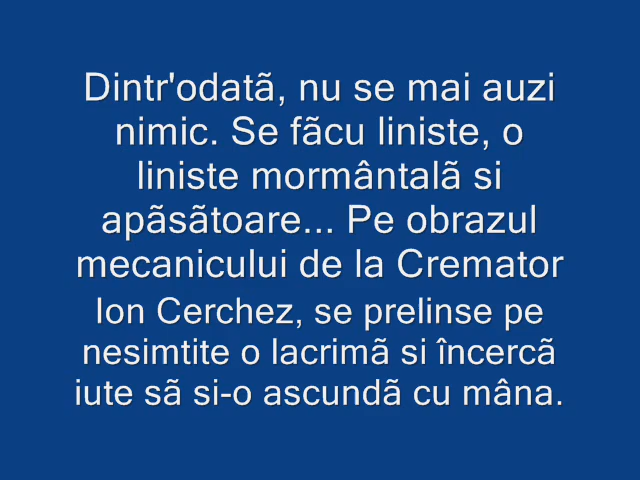 Dintr'odatã, nu se mai auzi
nimic. Se fãcu liniste, o
liniste mormântalã si
apãsãtoare... Pe obrazul
mecanicului de la Cremator
Ion Cerchez, se prelinse pe
nesimtite o lacrimã si încercã
iute sã si-o ascundã cu mâna.